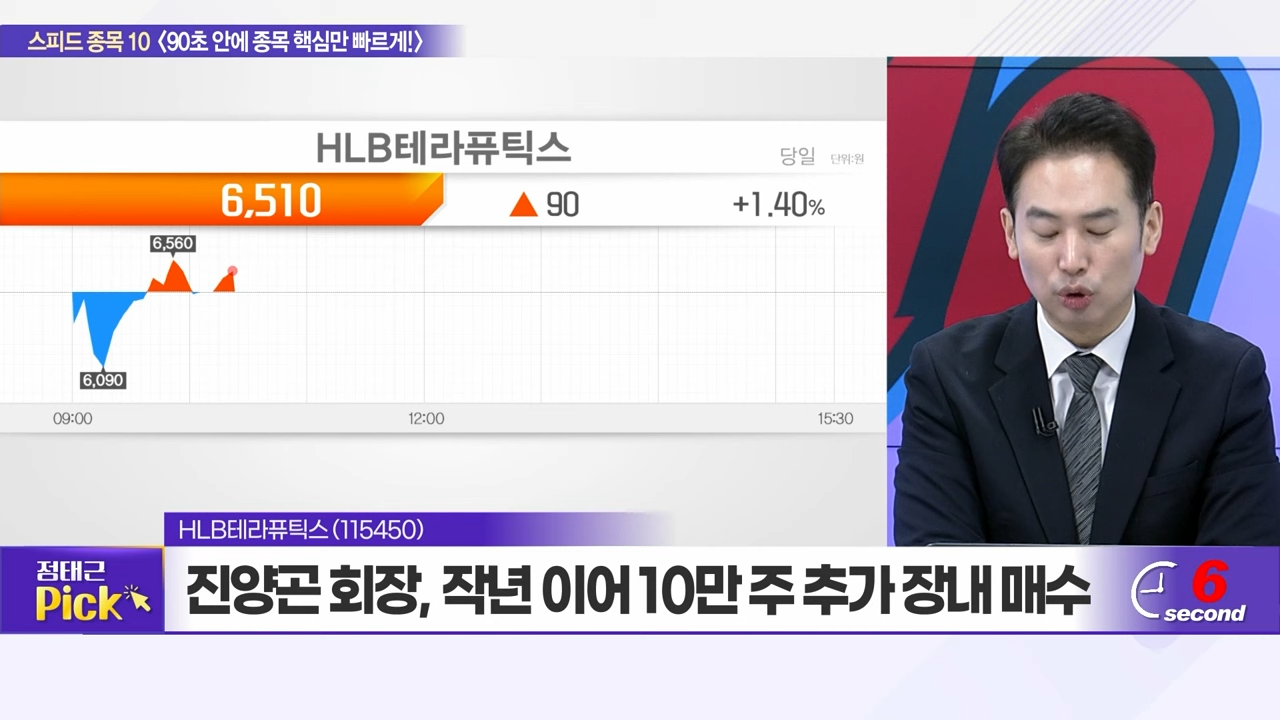 스피드 종목 10 〈90초 안에 종목 핵심만 빠르게!〉
HLB테라퓨틱스
당일 단위:원
6,510 ▲ 90 +1.40%
6,560
6,090
09:00 12:00 15:30
HLB테라퓨틱스 (115450)
정태근
Pick
진양곤 회장, 작년 이어 10만 주 추가 장내 매수
6
second